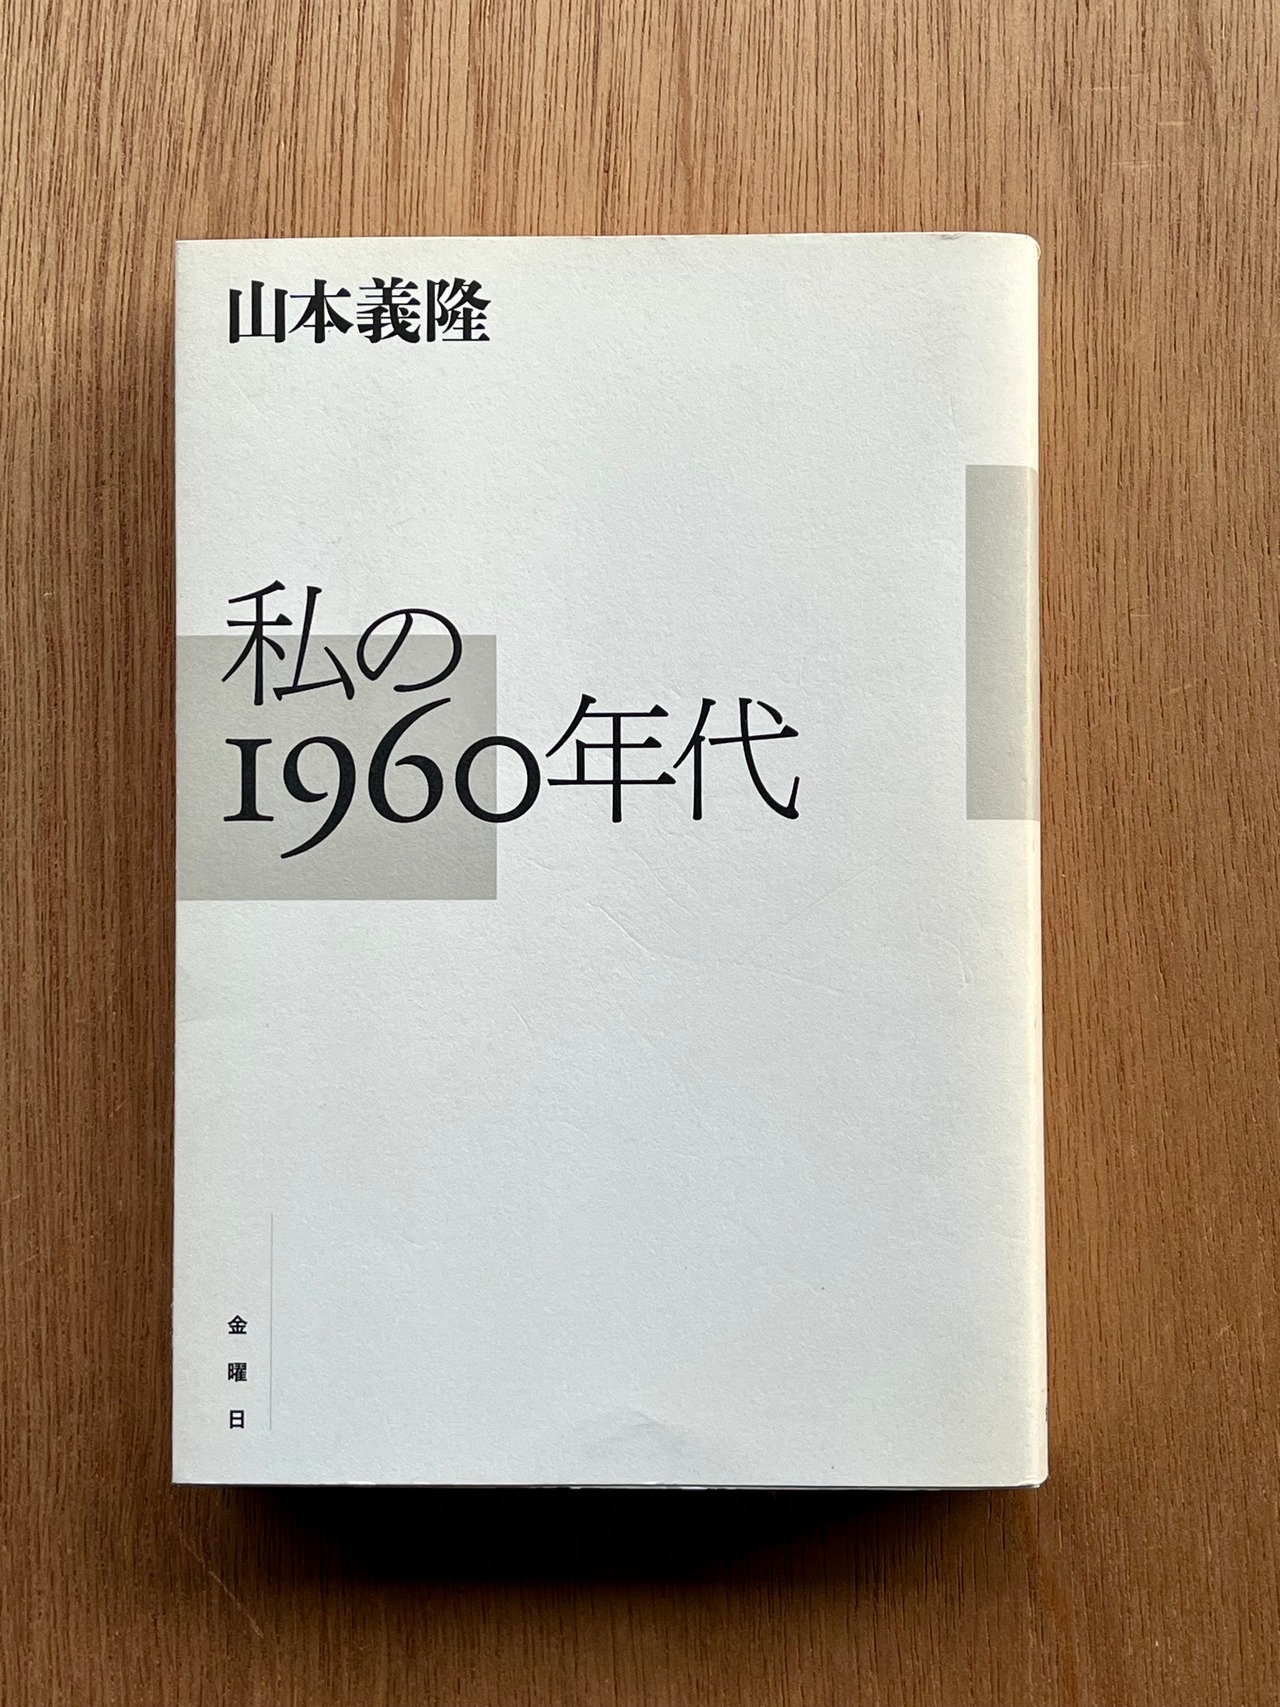 山本義隆
私の
1960年代
金曜日